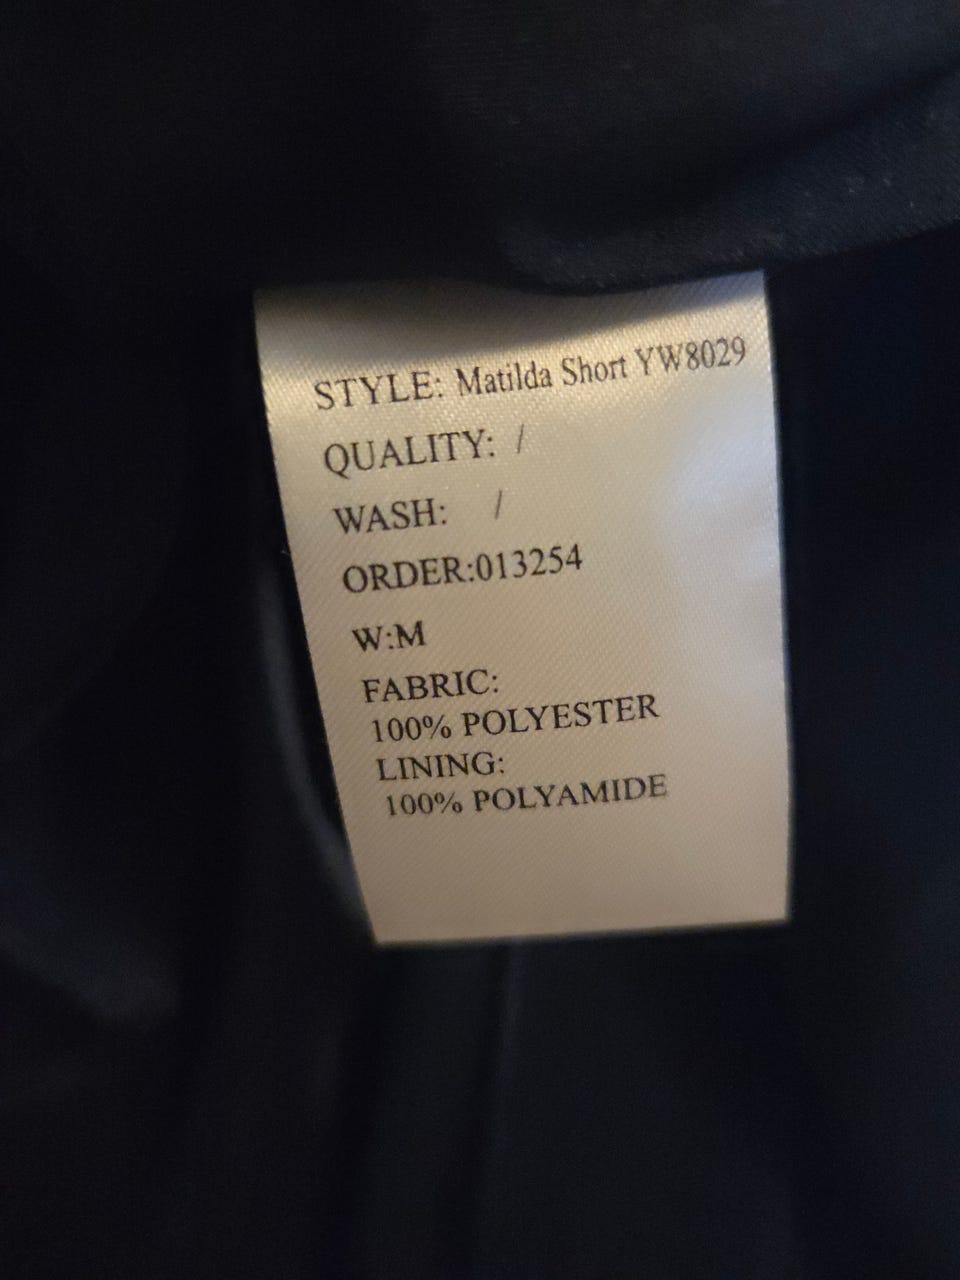 STYLE: Matilda Short YW8029
QUALITY: /
WASH: /
ORDER:013254
W:M
FABRIC:
100% POLYESTER
LINING:
100% POLYAMIDE